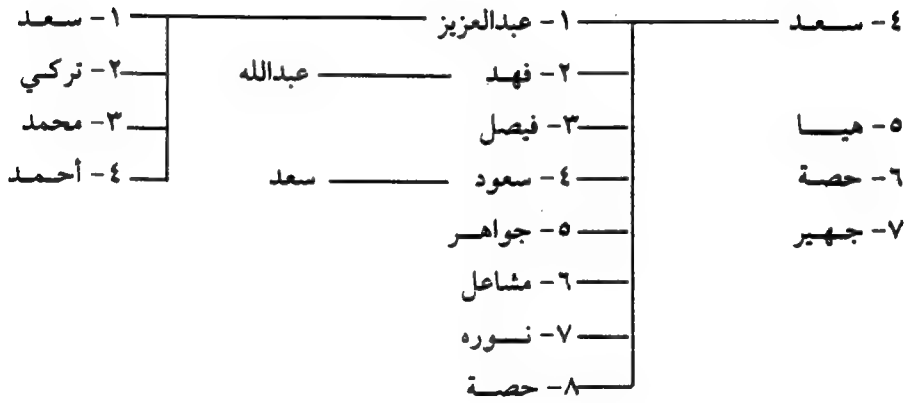 ٤- سعد ١- عبدالعزيز ١- سعد
٢- فهد عبدالله ٢- تركي
٥- هيا ٣- فيصل ٣- محمد
٦- حصة ٤- سعود سعد ٤- أحمد
٧- جهير ٥- جواهر
٦- مشاعل
٧- نوره
٨- حصة